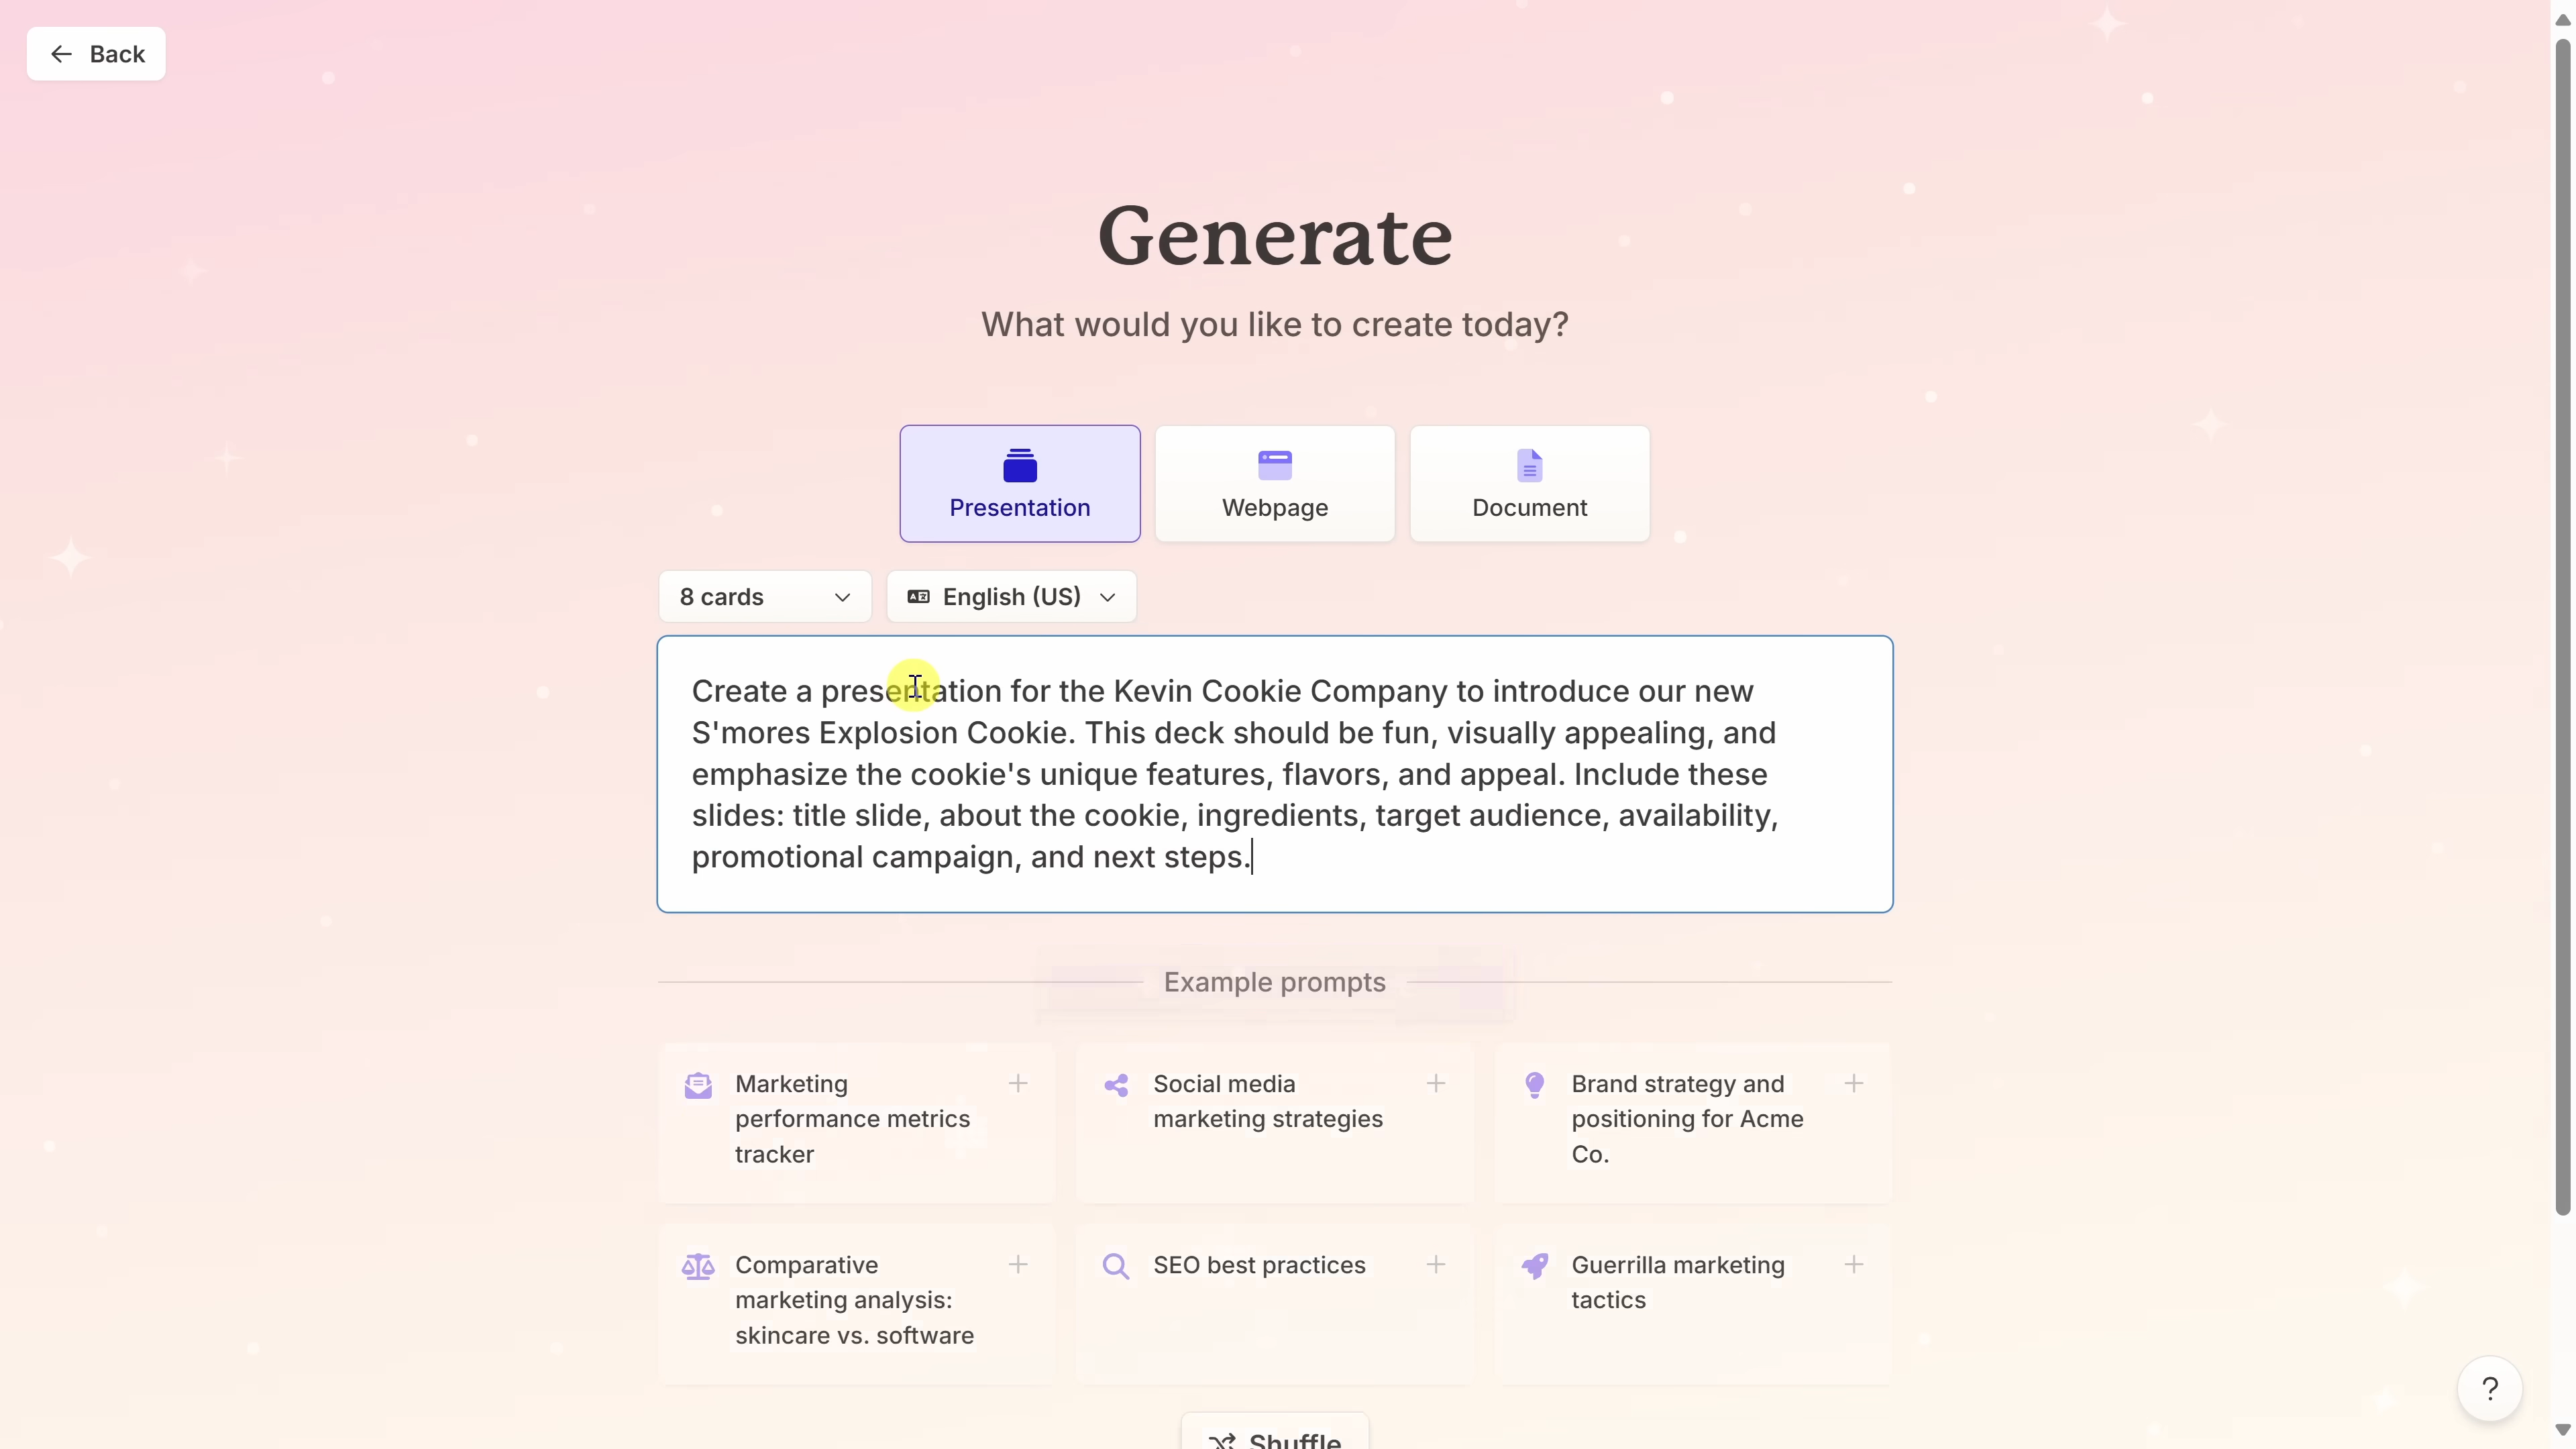 Back
Generate
What would you like to create today?
Presentation
Webpage
Document
8 cards
English (US)
Create a presentation for the Kevin Cookie Company to introduce our new
S'mores Explosion Cookie. This deck should be fun, visually appealing, and
emphasize the cookie's unique features, flavors, and appeal. Include these
slides: title slide, about the cookie, ingredients, target audience, availability,
promotional campaign, and next steps.
Example prompts
Marketing
performance metrics
tracker
Social media
marketing strategies
Brand strategy and
positioning for Acme
Co.
Comparative
marketing analysis:
skincare vs. software
SEO best practices
Guerrilla marketing
tactics
Shuffle
?